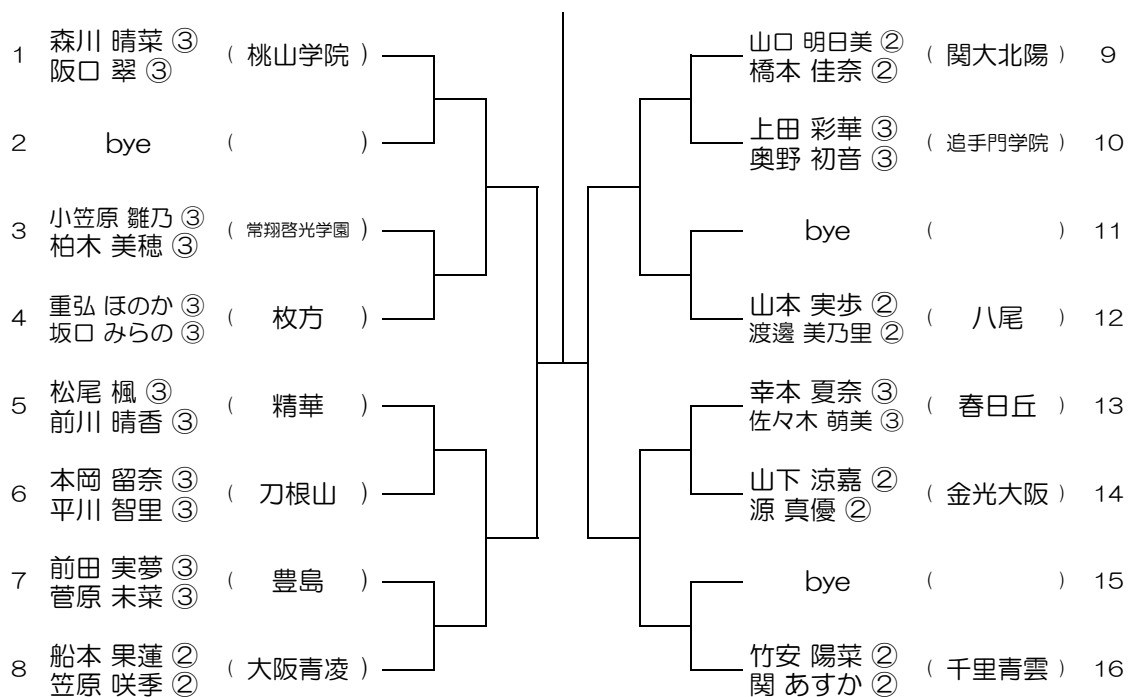 1 森川 晴菜 ③ ( 桃山学院 )
阪口 翠 ③
2 bye ( )
3 小笠原 雛乃 ③ ( 常翔啓光学園 )
柏木 美穂 ③
4 重弘 ほのか ③ ( 枚方 )
坂口 みらの ③
5 松尾 楓 ③ ( 精華 )
前川 晴香 ③
6 本岡 留奈 ③ ( 刀根山 )
平川 智里 ③
7 前田 実夢 ③ ( 豊島 )
菅原 未菜 ③
8 船本 果蓮 ② ( 大阪青凌 )
笠原 咲季 ②
山口 明日美 ② ( 関大北陽 ) 9
橋本 佳奈 ②
上田 彩華 ③ ( 追手門学院 ) 10
奥野 初音 ③
bye ( ) 11
山本 実歩 ② ( 八尾 ) 12
渡邊 美乃里 ②
幸本 夏奈 ③ ( 春日丘 ) 13
佐々木 萌美 ③
山下 涼嘉 ② ( 金光大阪 ) 14
源 真優 ②
bye ( ) 15
竹安 陽菜 ② ( 千里青雲 ) 16
関 あすか ②